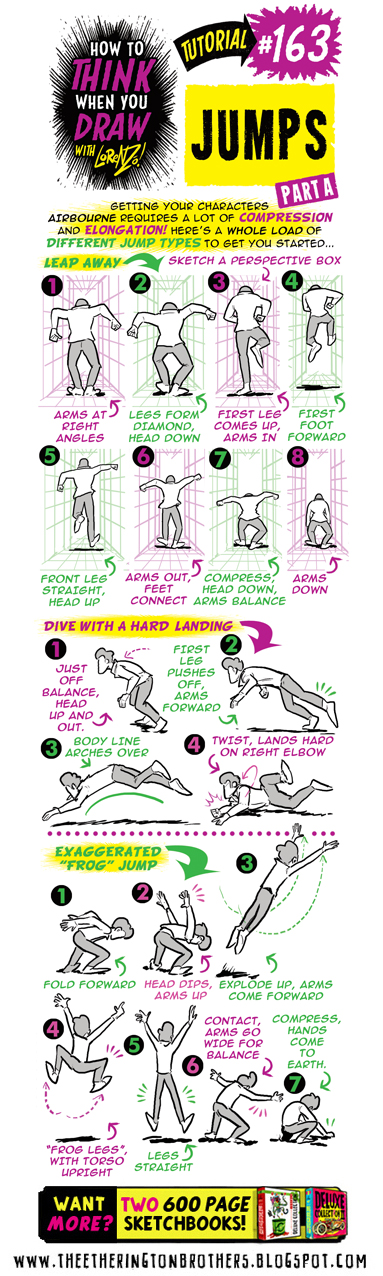 HOW TO
THINK
WHEN YOU
DRAW
WITH LORENZO!
TUTORIAL
#163
JUMPS
PART A
GETTING YOUR CHARACTERS
AIRBOURNE REQUIRES A LOT OF COMPRESSION
AND ELONGATION! HERE'S A WHOLE LOAD OF
DIFFERENT JUMP TYPES TO GET YOU STARTED...
LEAP AWAY
SKETCH A PERSPECTIVE BOX
1
2
3
4
ARMS AT
RIGHT
ANGLES
LEGS FORM
DIAMOND,
HEAD DOWN
FIRST LEG
COMES UP,
ARMS IN
FIRST
FOOT
FORWARD
5
6
7
8
FRONT LEG
STRAIGHT,
HEAD UP
ARMS OUT,
FEET
CONNECT
COMPRESS,
HEAD DOWN,
ARMS BALANCE
ARMS
DOWN
DIVE WITH A HARD LANDING
1
JUST
OFF
BALANCE,
HEAD
UP AND
OUT.
2
FIRST
LEG
PUSHES
OFF,
ARMS
FORWARD
3
BODY LINE
ARCHES OVER
4
TWIST, LANDS HARD
ON RIGHT ELBOW
EXAGGERATED
"FROG" JUMP
1
FOLD FORWARD
2
HEAD DIPS,
ARMS UP
3
EXPLODE UP, ARMS
COME FORWARD
4
"FROG LEGS",
WITH TORSO
UPRIGHT
5
LEGS
STRAIGHT
6
CONTACT,
ARMS GO
WIDE FOR
BALANCE
7
COMPRESS,
HANDS
COME
TO
EARTH.
WANT
MORE?
TWO 600 PAGE
SKETCHBOOKS!
DELUXE
COLLECTION
WWW.THEETHERINGTONBROTHERS.BLOGSPOT.COM